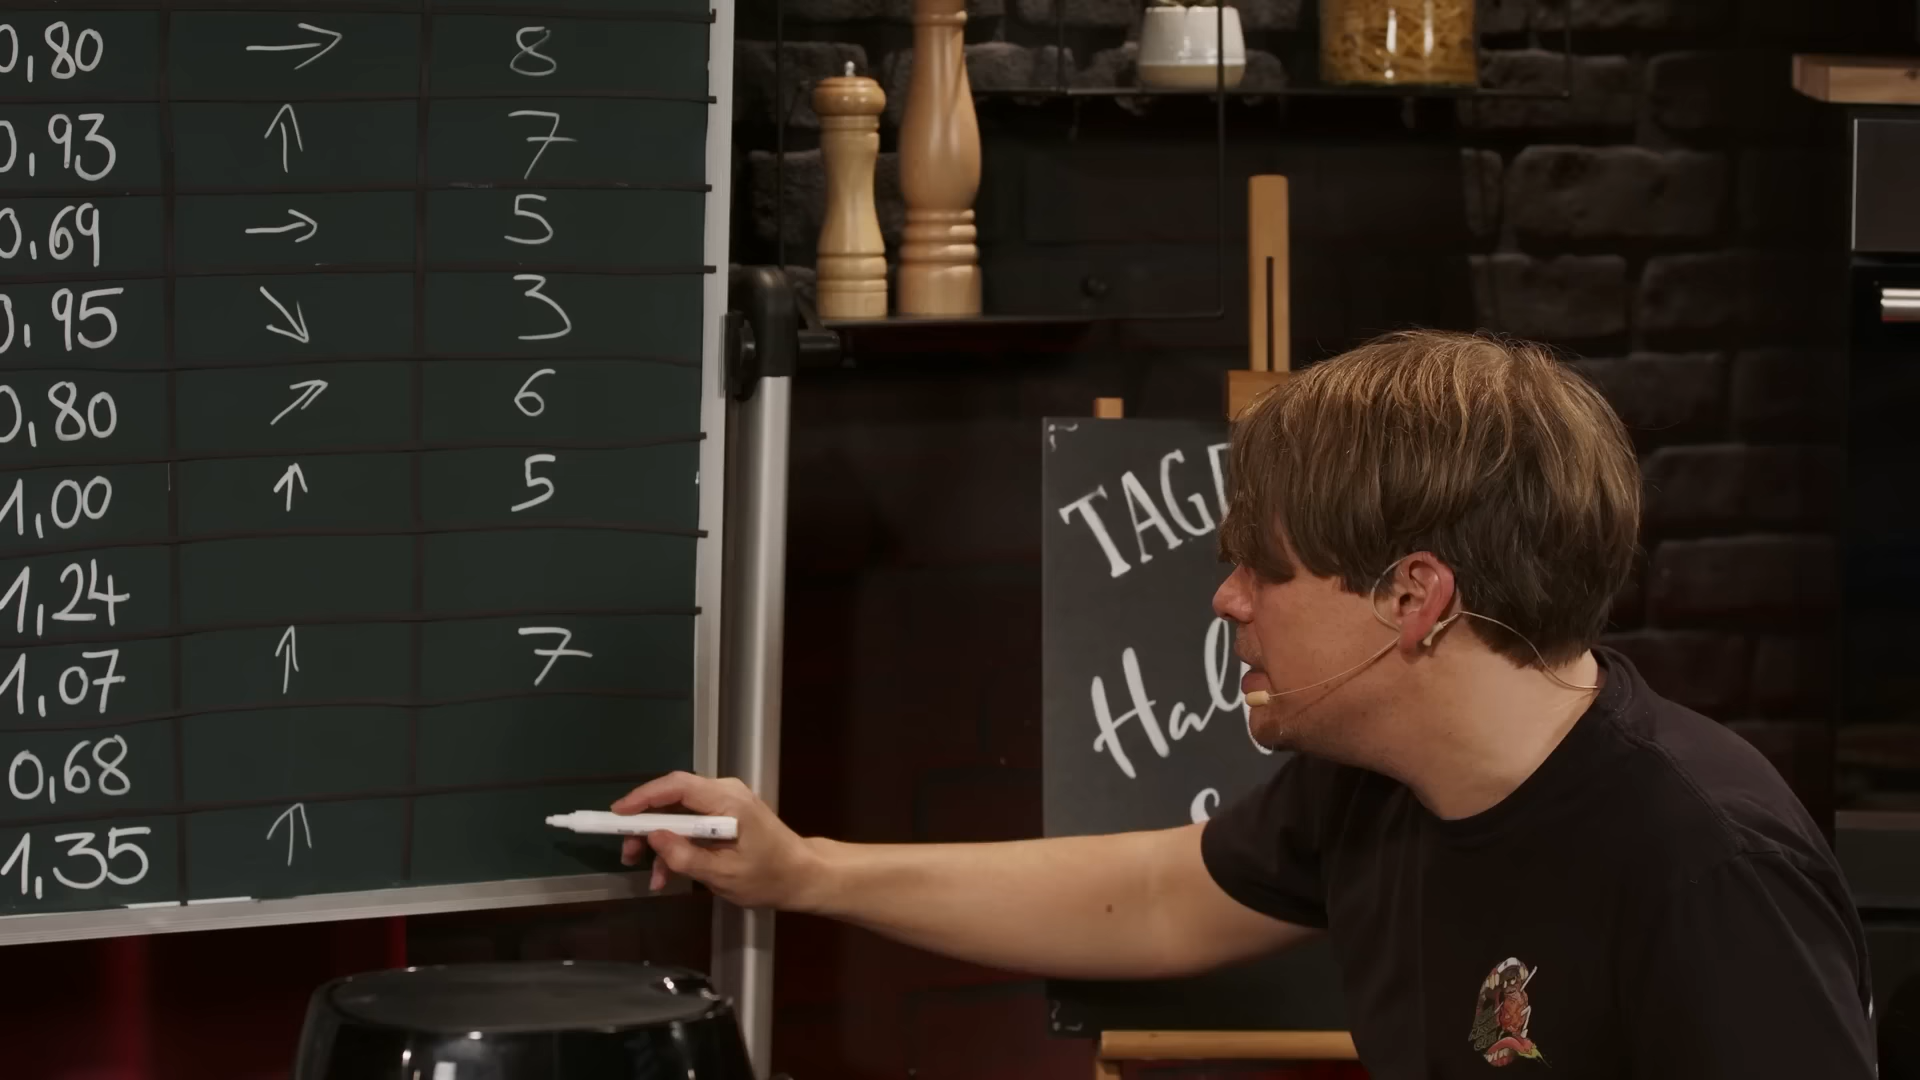 0,80 → 8
0,93 ↑ 7
0,69 → 5
0,95 ↘ 3
0,80 ↗ 6
1,00 ↑ 5
1,24
1,07 ↑ 7
0,68
1,35 ↑
TAGE
Hal